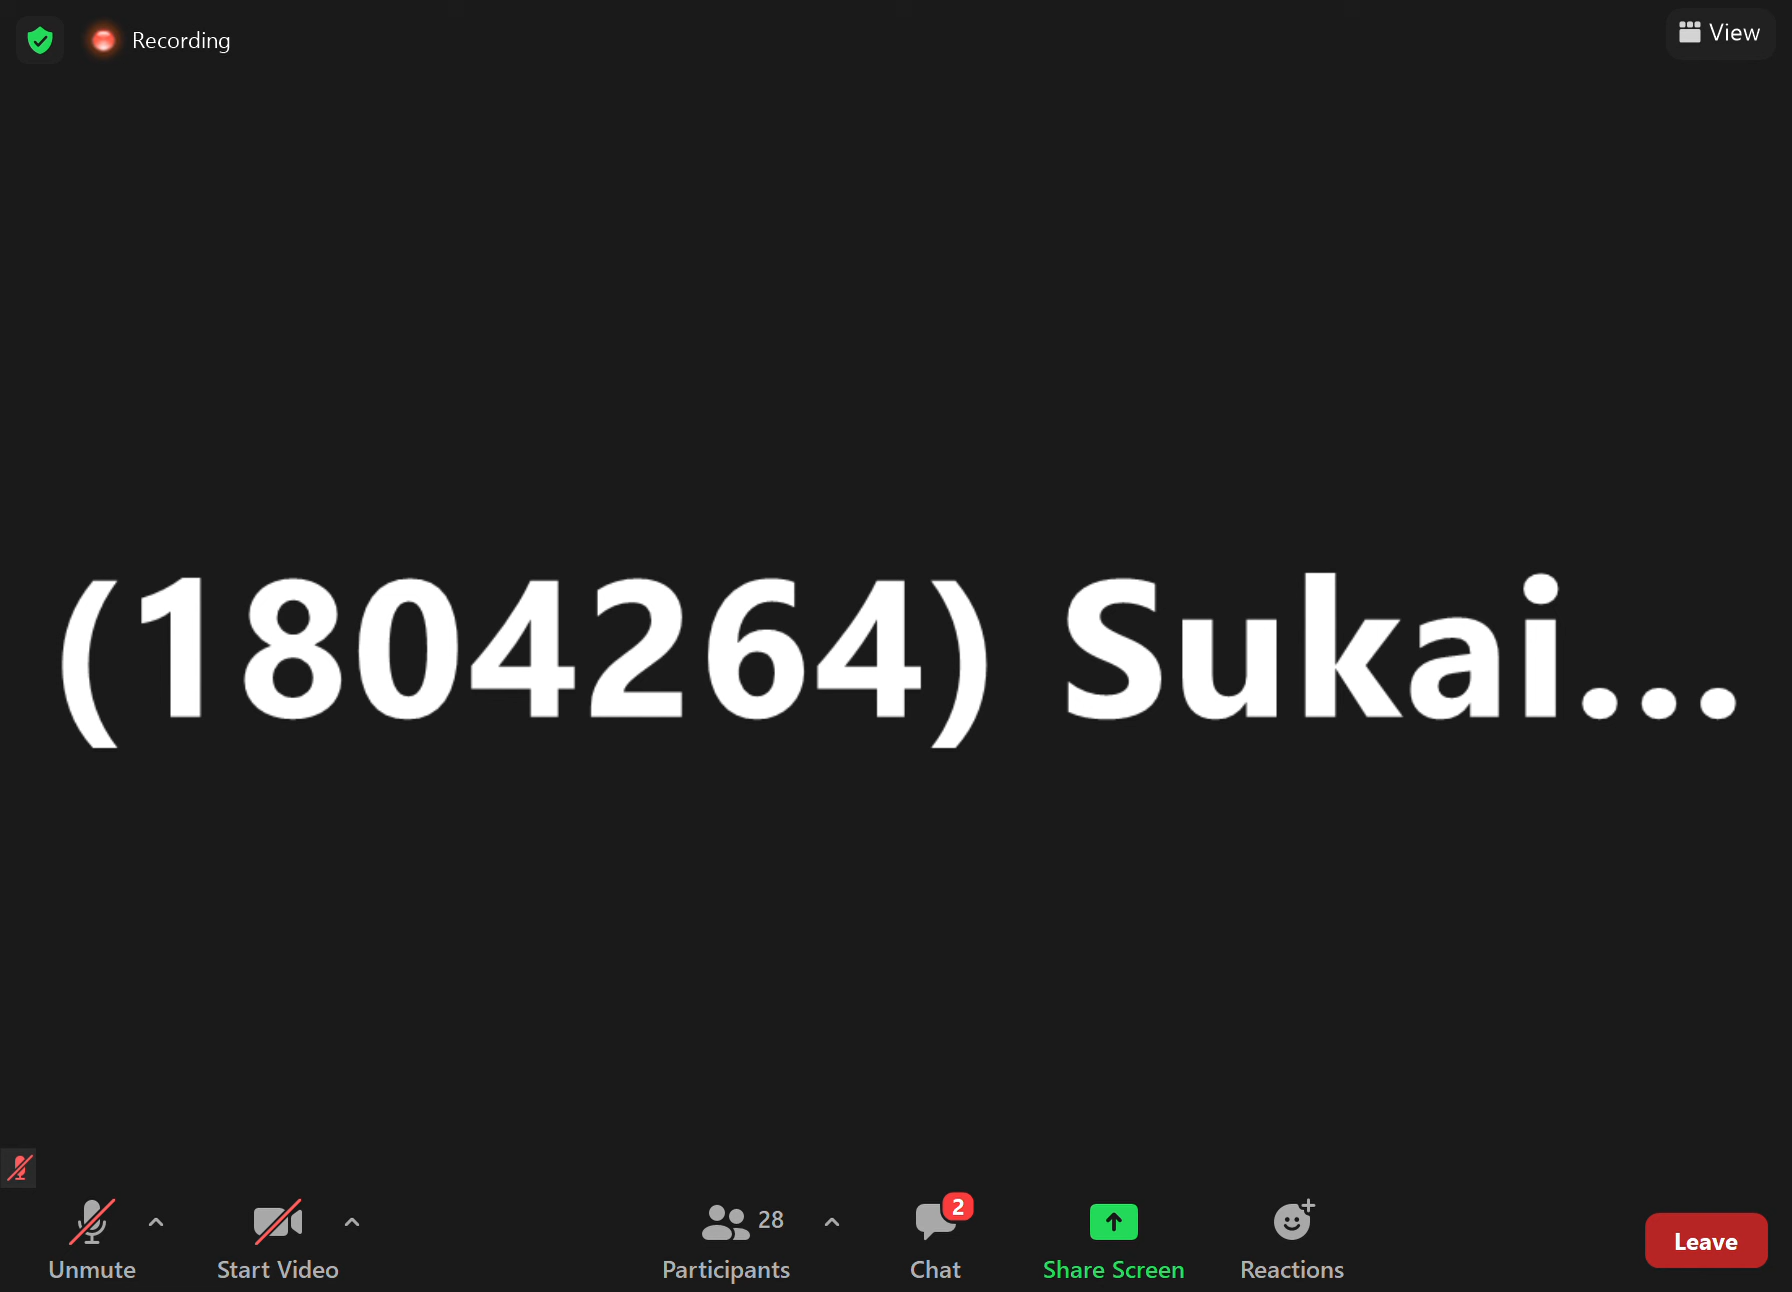 Recording
View
(1804264) Sukai...
28
2
Unmute
Start Video
Participants
Chat
Share Screen
Reactions
Leave